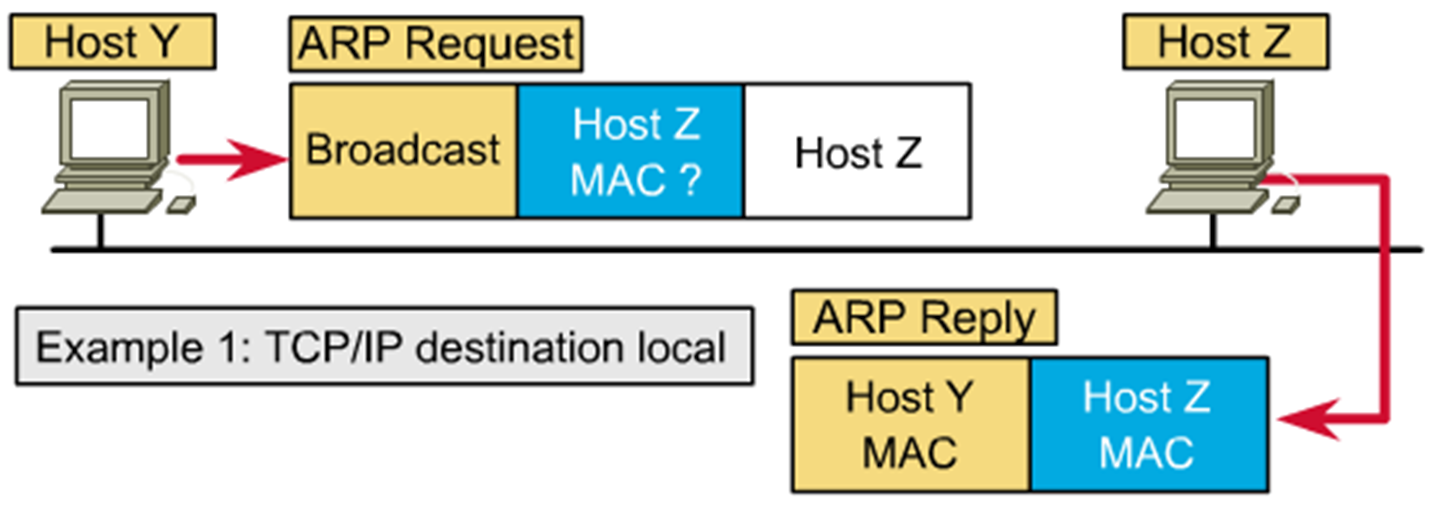 Host Y
ARP Request
Host Z
Broadcast
Host Z
MAC ?
Host Z
Example 1: TCP/IP destination local
ARP Reply
Host Y
MAC
Host Z
MAC